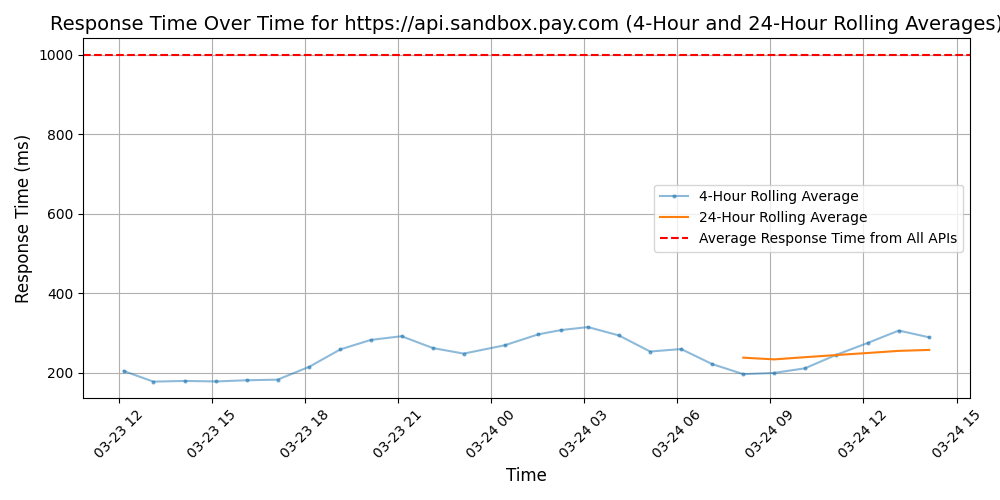 Response Time Over Time for https://api.sandbox.pay.com (4-Hour and 24-Hour Rolling Averages)
Response Time (ms)
1000
800
600
400
200
4-Hour Rolling Average
24-Hour Rolling Average
Average Response Time from All APIs
03-23 12
03-23 15
03-23 18
03-23 21
03-24 00
03-24 03
03-24 06
03-24 09
03-24 12
03-24 15
Time